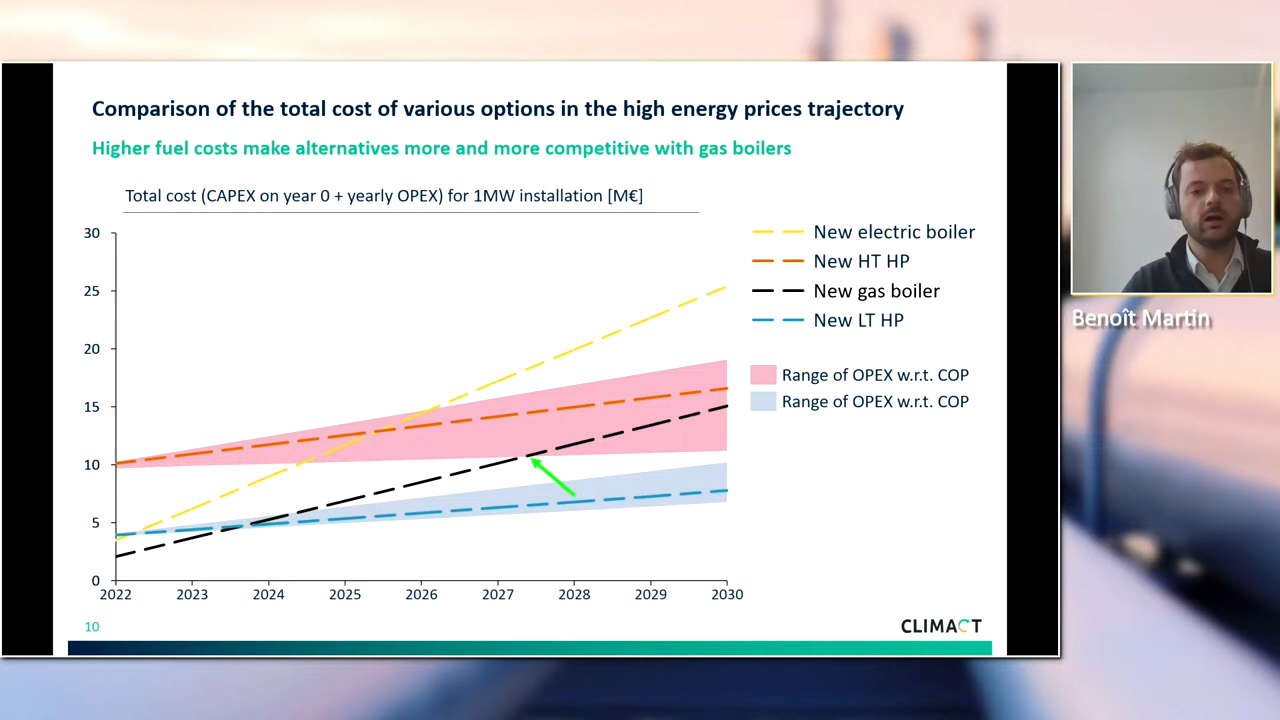 Comparison of the total cost of various options in the high energy prices trajectory
Higher fuel costs make alternatives more and more competitive with gas boilers
Total cost (CAPEX on year 0 + yearly OPEX) for 1MW installation [M€]
30
25
20
15
10
5
0
2022 2023 2024 2025 2026 2027 2028 2029 2030
New electric boiler
New HT HP
New gas boiler
New LT HP
Range of OPEX w.r.t. COP
Range of OPEX w.r.t. COP
10
CLIMACT
Benoît Martin